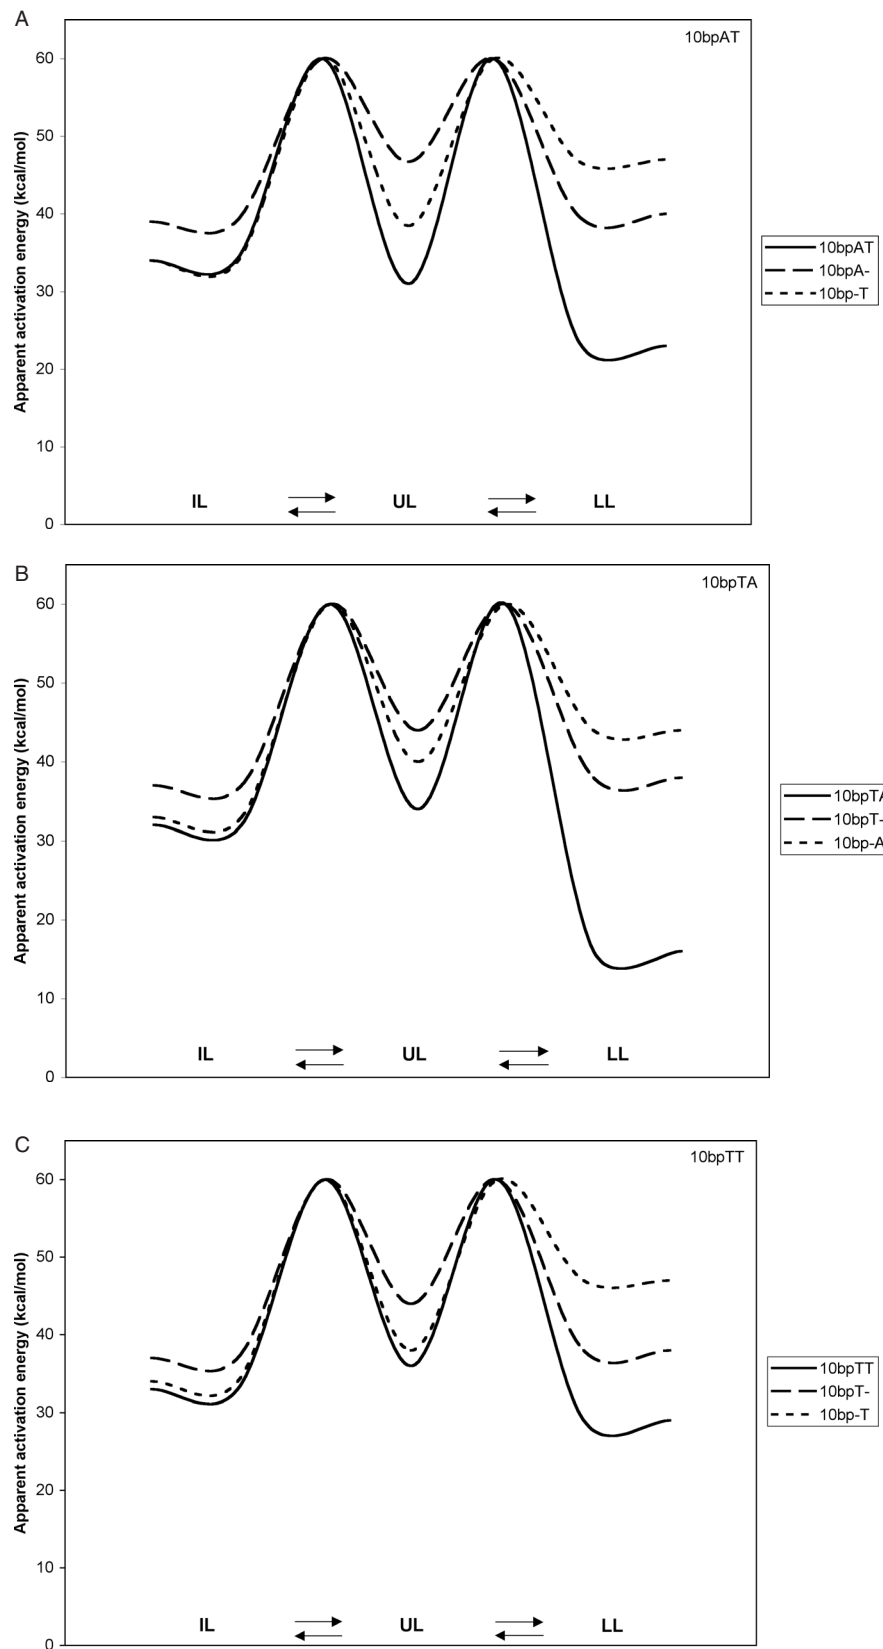 A
10bpAT
Apparent activation energy (kcal/mol)
60
50
40
30
20
10
0
IL
UL
LL
10bpAT
10bpA-
10bp-T
B
10bpTA
Apparent activation energy (kcal/mol)
60
50
40
30
20
10
0
IL
UL
LL
10bpTA
10bpT-
10bp-A
C
10bpTT
Apparent activation energy (kcal/mol)
60
50
40
30
20
10
0
IL
UL
LL
10bpTT
10bpT-
10bp-T